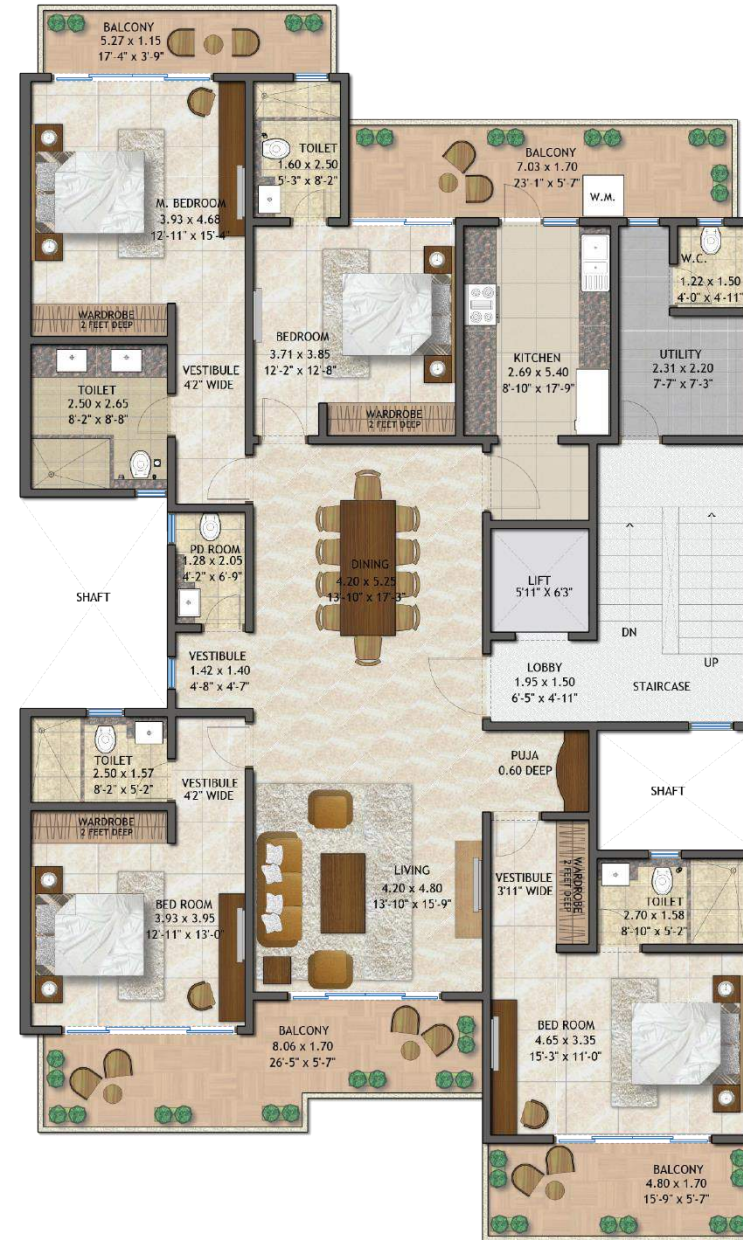 BALCONY
5.27 x 1.15
17'-4" x 3'-9"
TOILET
1.60 x 2.50
5'-3" x 8'-2"
BALCONY
7.03 x 1.70
23'-1" x 5'-7"
W.M.
M. BEDROOM
3.93 x 4.68
12'-11" x 15'-4"
W.C.
1.22 x 1.50
4'-0" x 4'-11"
WARDROBE
2 FEET DEEP
BEDROOM
3.71 x 3.85
12'-2" x 12'-8"
KITCHEN
2.69 x 5.40
8'-10" x 17'-9"
UTILITY
2.31 x 2.20
7'-7" x 7'-3"
VESTIBULE
4'2" WIDE
TOILET
2.50 x 2.65
8'-2" x 8'-8"
WARDROBE
2 FEET DEEP
PD ROOM
1.28 x 2.05
4'-2" x 6'-9"
DINING
4.20 x 5.25
13'-10" x 17'-3"
LIFT
5'11" X 6'3"
SHAFT
DN
UP
VESTIBULE
1.42 x 1.40
4'-8" x 4'-7"
LOBBY
1.95 x 1.50
6'-5" x 4'-11"
STAIRCASE
TOILET
2.50 x 1.57
8'-2" x 5'-2"
VESTIBULE
4'2" WIDE
PUJA
0.60 DEEP
SHAFT
WARDROBE
2 FEET DEEP
LIVING
4.20 x 4.80
13'-10" x 15'-9"
VESTIBULE
3'11" WIDE
WARDROBE
2 FEET DEEP
TOILET
2.70 x 1.58
8'-10" x 5'-2"
BED ROOM
3.93 x 3.95
12'-11" x 13'-0"
BALCONY
8.06 x 1.70
26'-5" x 5'-7"
BED ROOM
4.65 x 3.35
15'-3" x 11'-0"
BALCONY
4.80 x 1.70
15'-9" x 5'-7"